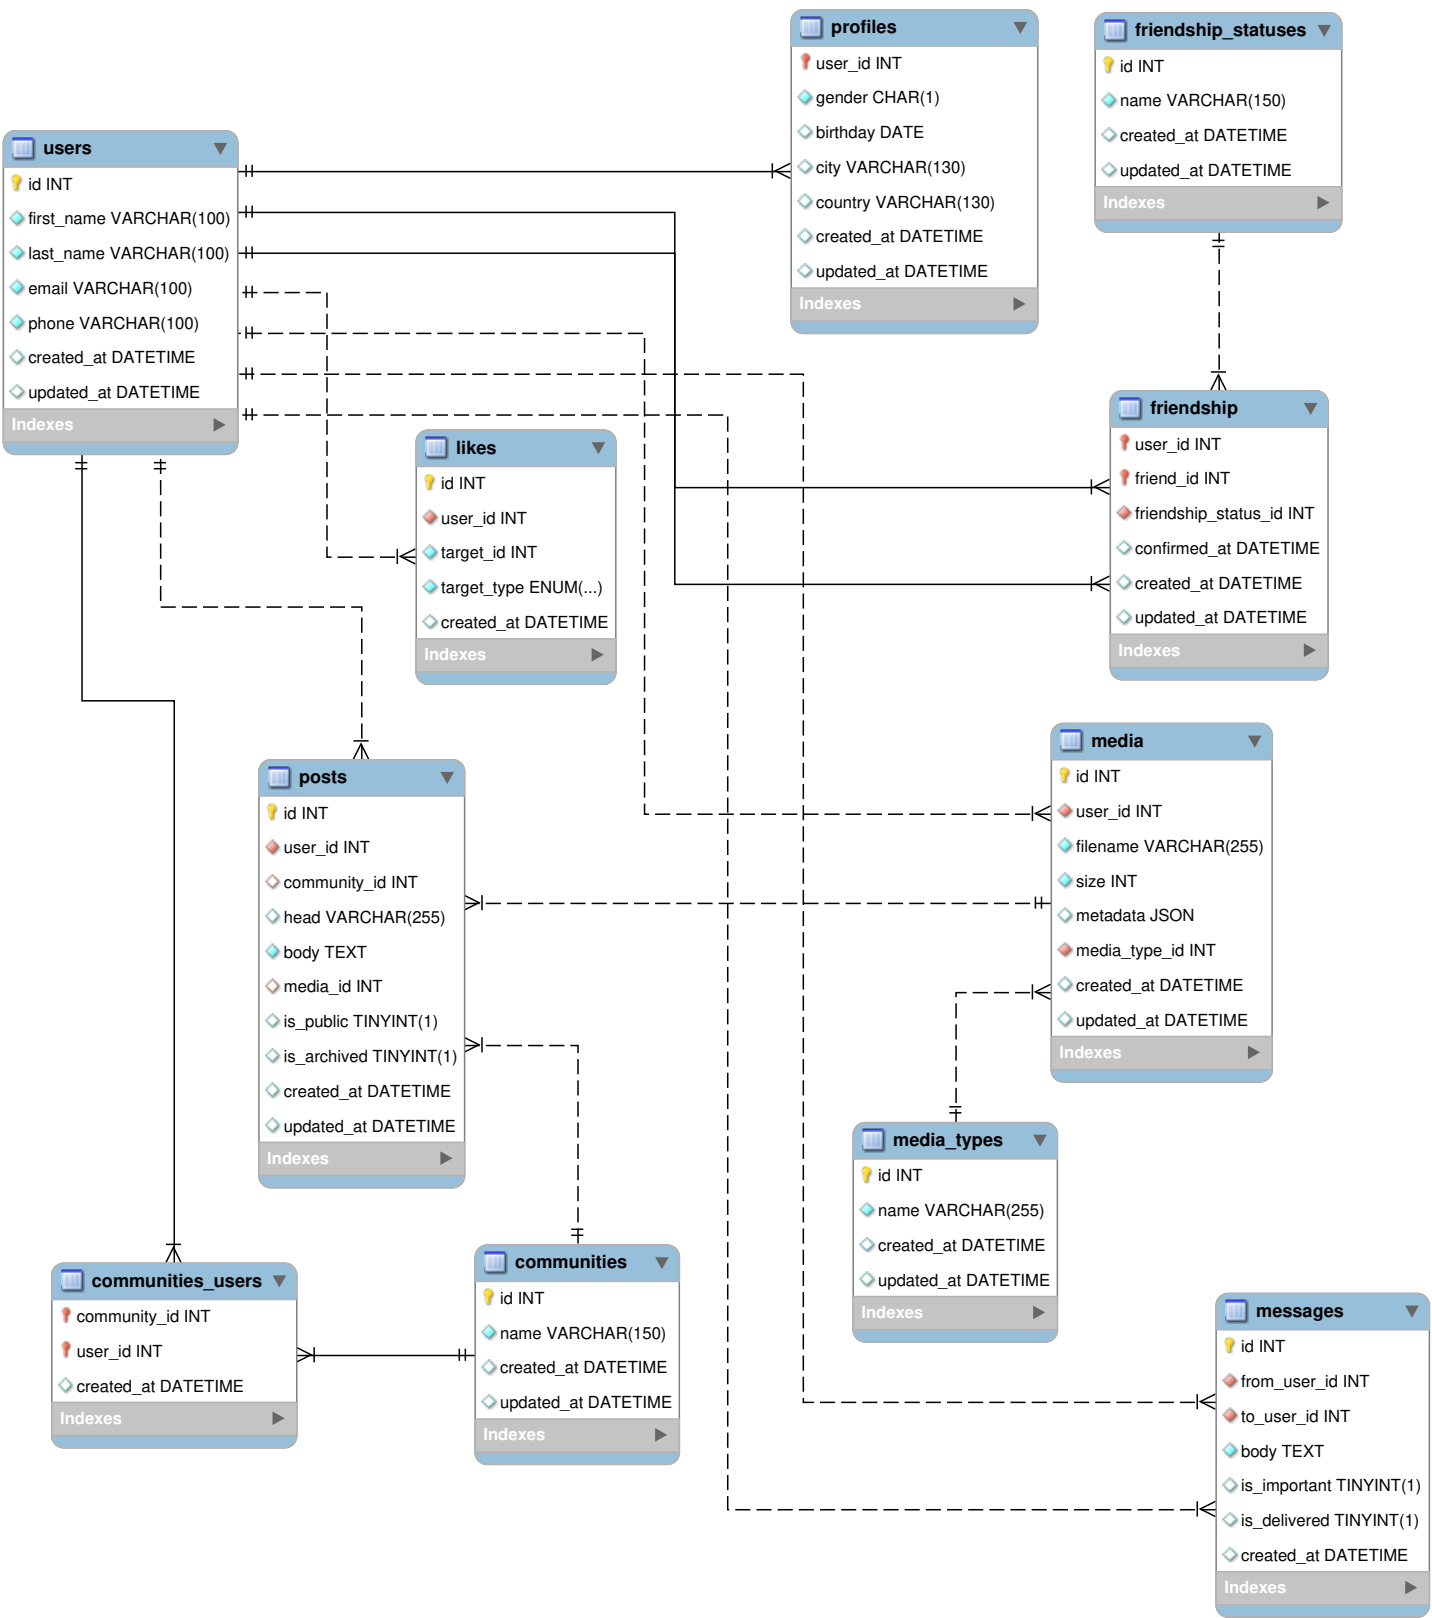 profiles
user_id INT
gender CHAR(1)
birthday DATE
city VARCHAR(130)
country VARCHAR(130)
created_at DATETIME
updated_at DATETIME
Indexes
friendship_statuses
id INT
name VARCHAR(150)
created_at DATETIME
updated_at DATETIME
Indexes
users
id INT
first_name VARCHAR(100)
last_name VARCHAR(100)
email VARCHAR(100)
phone VARCHAR(100)
created_at DATETIME
updated_at DATETIME
Indexes
friendship
user_id INT
friend_id INT
friendship_status_id INT
confirmed_at DATETIME
created_at DATETIME
updated_at DATETIME
Indexes
likes
id INT
user_id INT
target_id INT
target_type ENUM(...)
created_at DATETIME
Indexes
media
id INT
user_id INT
filename VARCHAR(255)
size INT
metadata JSON
media_type_id INT
created_at DATETIME
updated_at DATETIME
Indexes
posts
id INT
user_id INT
community_id INT
head VARCHAR(255)
body TEXT
media_id INT
is_public TINYINT(1)
is_archived TINYINT(1)
created_at DATETIME
updated_at DATETIME
Indexes
media_types
id INT
name VARCHAR(255)
created_at DATETIME
updated_at DATETIME
Indexes
communities_users
community_id INT
user_id INT
created_at DATETIME
Indexes
communities
id INT
name VARCHAR(150)
created_at DATETIME
updated_at DATETIME
Indexes
messages
id INT
from_user_id INT
to_user_id INT
body TEXT
is_important TINYINT(1)
is_delivered TINYINT(1)
created_at DATETIME
Indexes